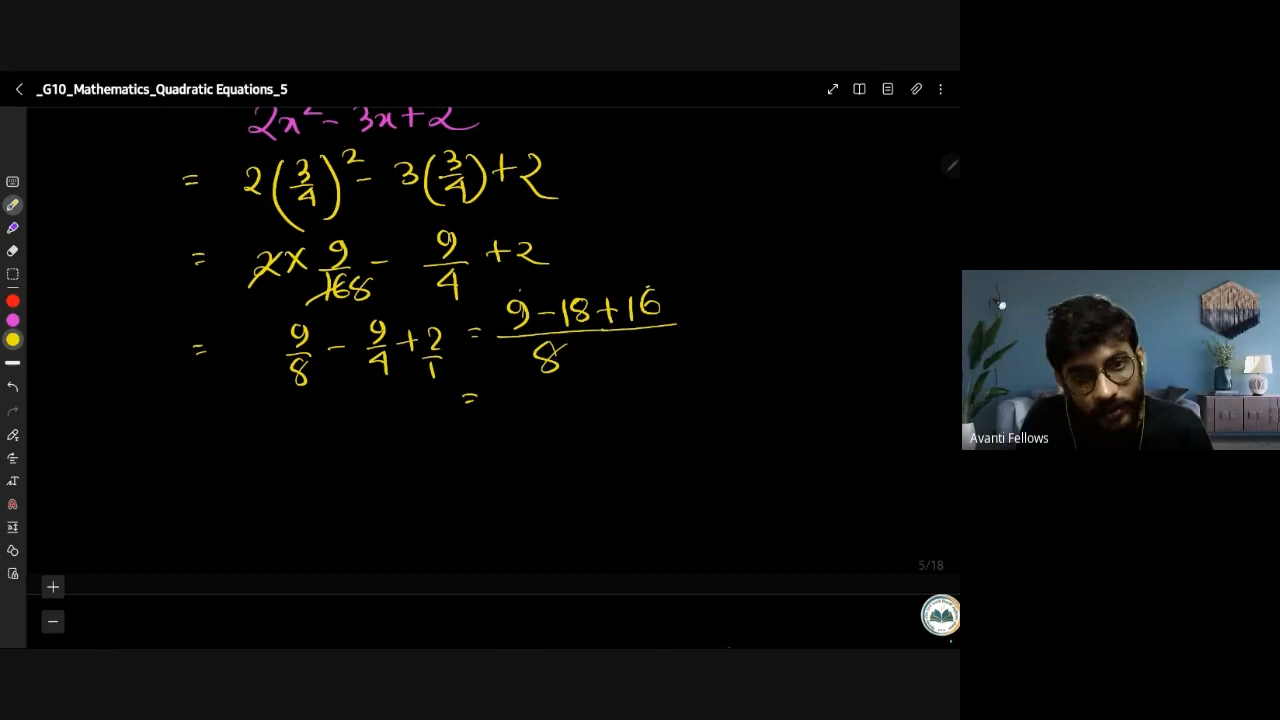 _G10_Mathematics_Quadratic Equations_5
2x² - 3x + 2
= 2(3/4)² - 3(3/4) + 2
= 2 × 9/16 8 - 9/4 + 2
= 9/8 - 9/4 + 2/1 = 9 - 18 + 16 / 8
=
5/18
Avanti Fellows